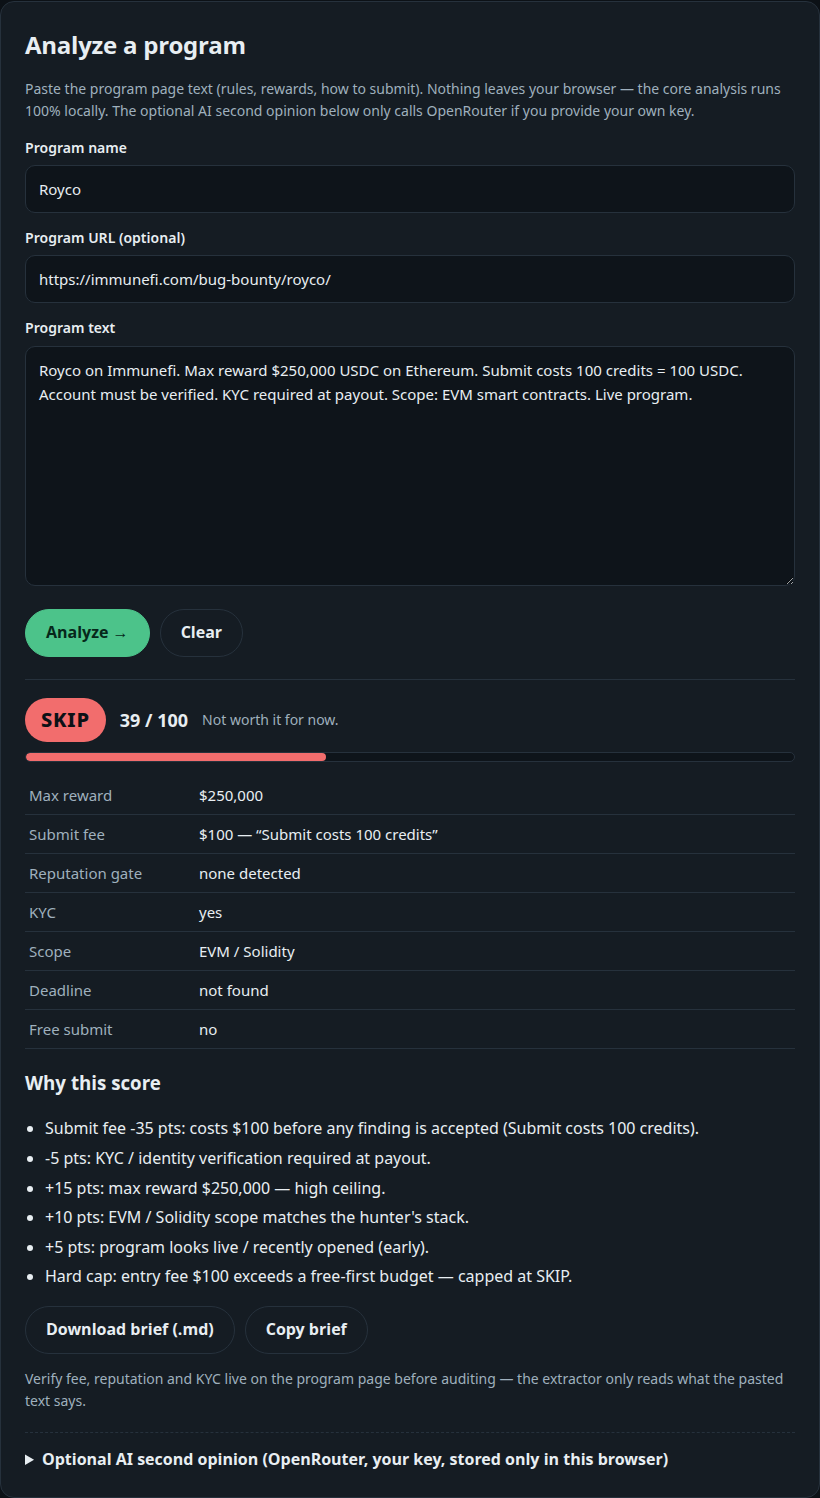 Analyze a program
Paste the program page text (rules, rewards, how to submit). Nothing leaves your browser — the core analysis runs
100% locally. The optional AI second opinion below only calls OpenRouter if you provide your own key.
Program name
Royco
Program URL (optional)
https://immunefi.com/bug-bounty/royco/
Program text
Royco on Immunefi. Max reward $250,000 USDC on Ethereum. Submit costs 100 credits = 100 USDC.
Account must be verified. KYC required at payout. Scope: EVM smart contracts. Live program.
Analyze → Clear
SKIP 39 / 100 Not worth it for now.
Max reward $250,000
Submit fee $100 — “Submit costs 100 credits”
Reputation gate none detected
KYC yes
Scope EVM / Solidity
Deadline not found
Free submit no
Why this score
• Submit fee -35 pts: costs $100 before any finding is accepted (Submit costs 100 credits).
• -5 pts: KYC / identity verification required at payout.
• +15 pts: max reward $250,000 — high ceiling.
• +10 pts: EVM / Solidity scope matches the hunter's stack.
• +5 pts: program looks live / recently opened (early).
• Hard cap: entry fee $100 exceeds a free-first budget — capped at SKIP.
Download brief (.md) Copy brief
Verify fee, reputation and KYC live on the program page before auditing — the extractor only reads what the pasted
text says.
▶ Optional AI second opinion (OpenRouter, your key, stored only in this browser)